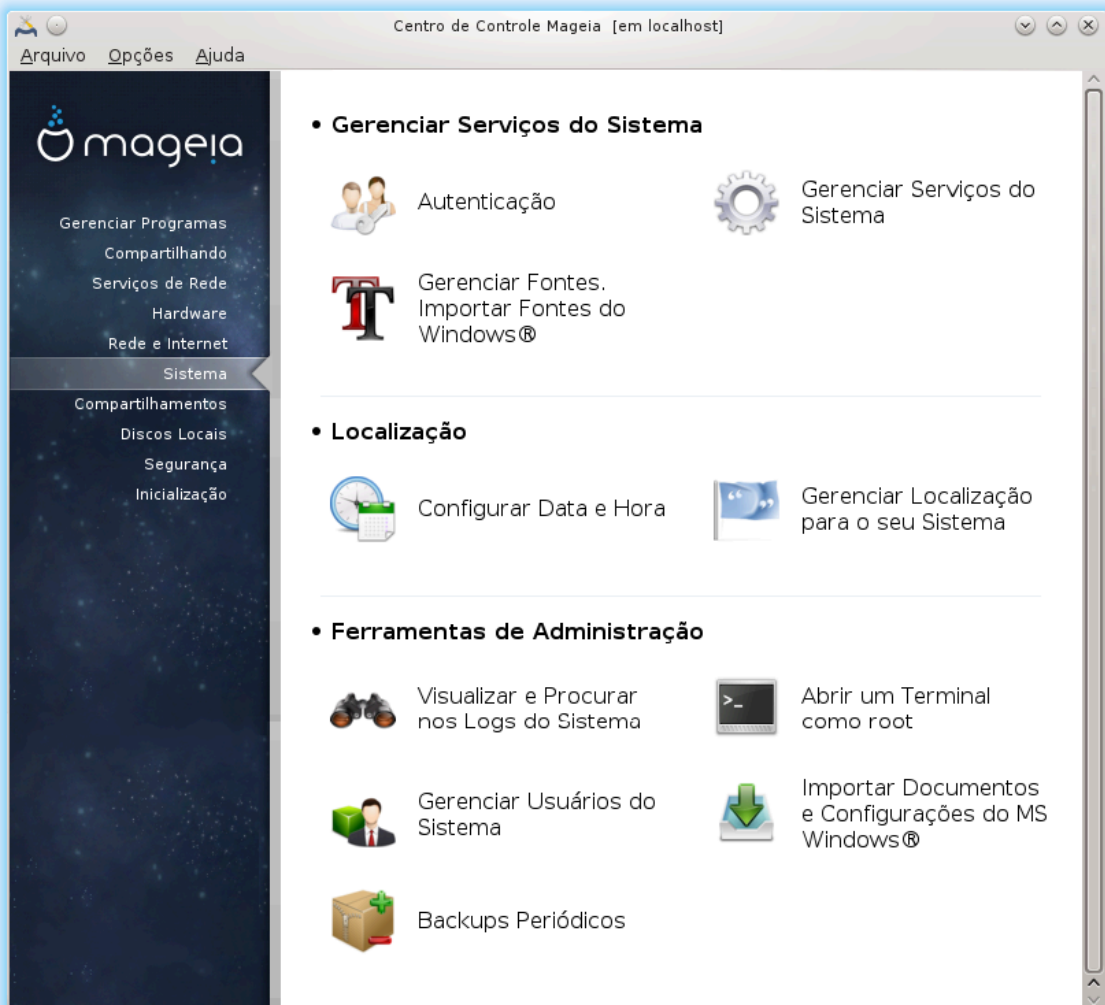 Centro de Controle Mageia [em localhost]
Arquivo Opções Ajuda
mageia
Gerenciar Programas
Compartilhando
Serviços de Rede
Hardware
Rede e Internet
Sistema
Compartilhamentos
Discos Locais
Segurança
Inicialização
• Gerenciar Serviços do Sistema
Autenticação
Gerenciar Serviços do
Sistema
Gerenciar Fontes.
Importar Fontes do
Windows®
• Localização
Configurar Data e Hora
Gerenciar Localização
para o seu Sistema
• Ferramentas de Administração
Visualizar e Procurar
nos Logs do Sistema
Abrir um Terminal
como root
Gerenciar Usuários do
Sistema
Importar Documentos
e Configurações do MS
Windows®
Backups Periódicos